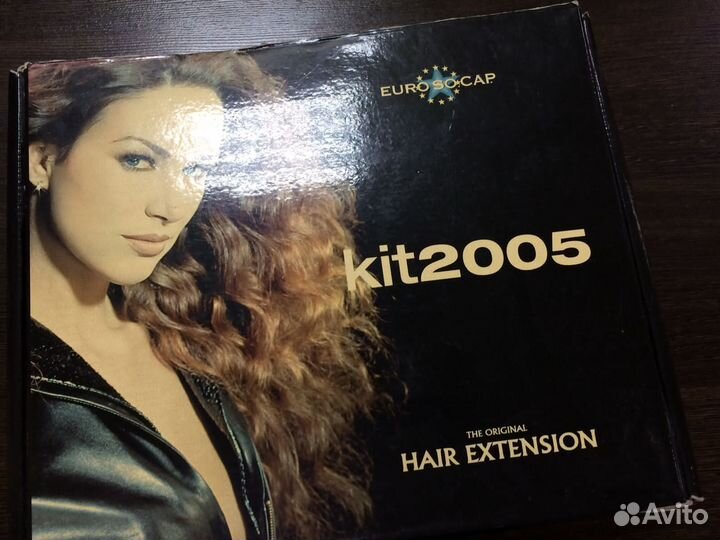 EURO SO.CAP.
kit2005
THE ORIGINAL
HAIR EXTENSION
Avito